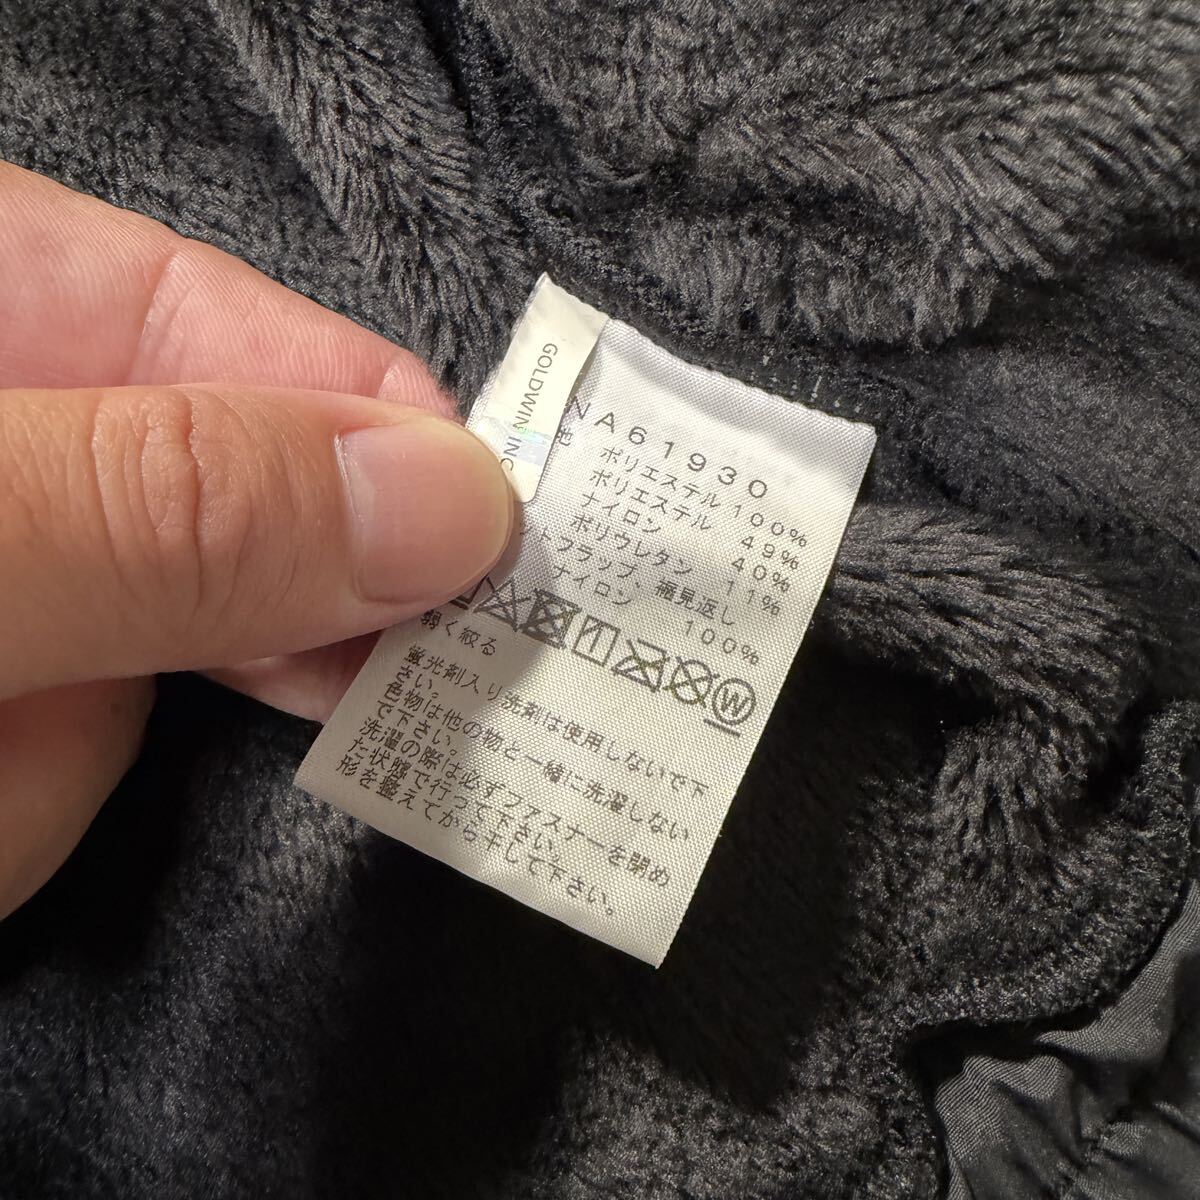 GOLDWIN INC
NA61930
地
ポリエステル 100%
ポリエステル 49%
ナイロン 40%
ポリウレタン 11%
ントフラップ、裾見返し
ナイロン 100%
W
弱く絞る
蛍光剤入り洗剤は使用しないで下
さい。
色物は他の物と一緒に洗濯しない
で下さい。
洗濯の際は必ずファスナーを閉め
た状態で行って下さい。
形を整えてから干して下さい。